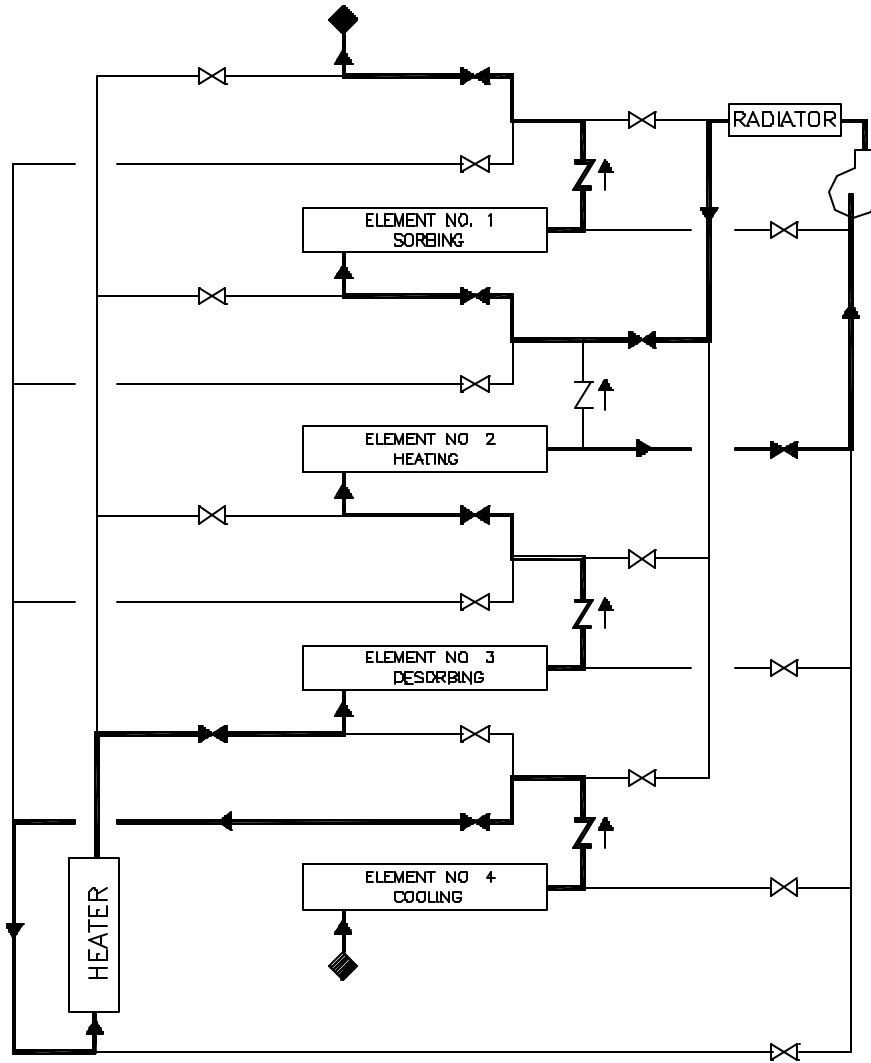 RADIATOR
ELEMENT NO. 1
SORBING
ELEMENT NO 2
HEATING
ELEMENT NO 3
DESORBING
ELEMENT NO 4
COOLING
HEATER